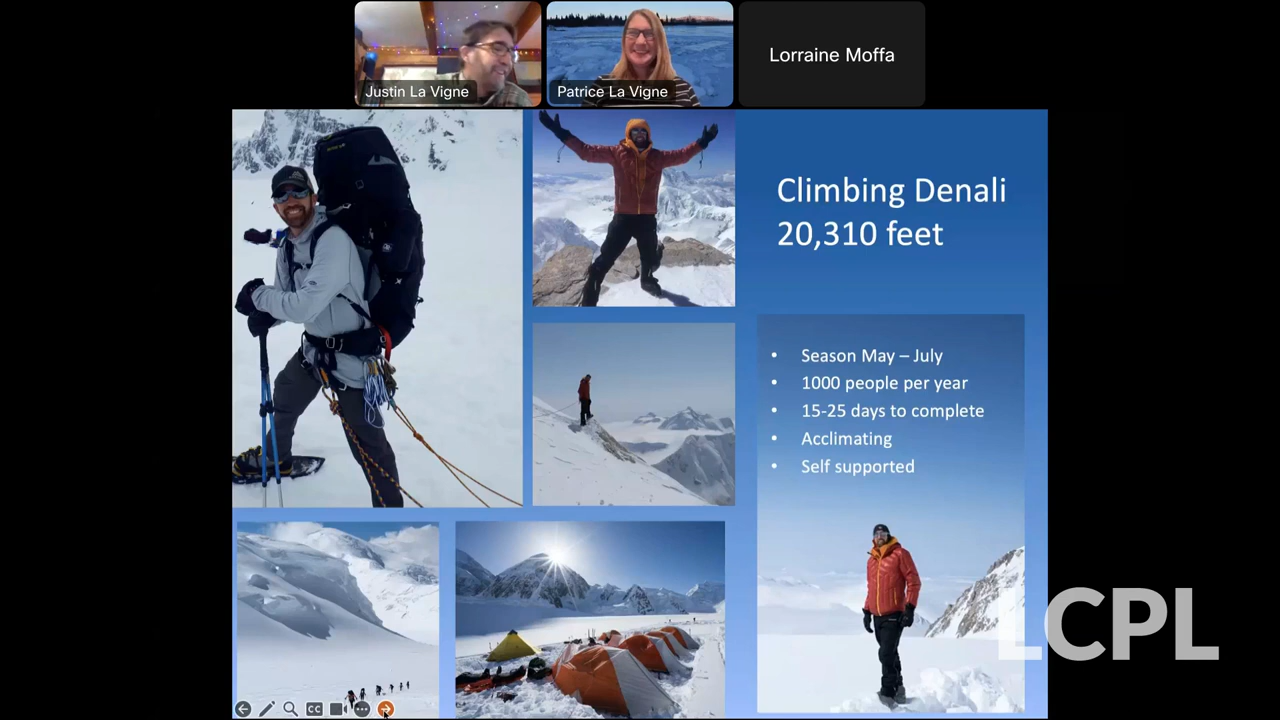 Justin La Vigne
Patrice La Vigne
Lorraine Moffa
Climbing Denali
20,310 feet
• Season May – July
• 1000 people per year
• 15-25 days to complete
• Acclimating
• Self supported
LCPL
CC